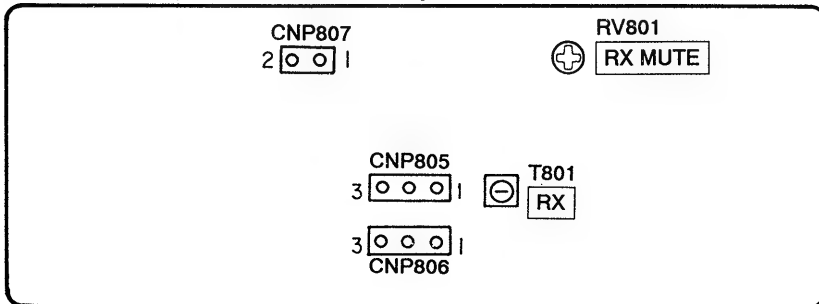 CNP807
2 1
RV801
RX MUTE
CNP805
3 1
T801
RX
3 1
CNP806